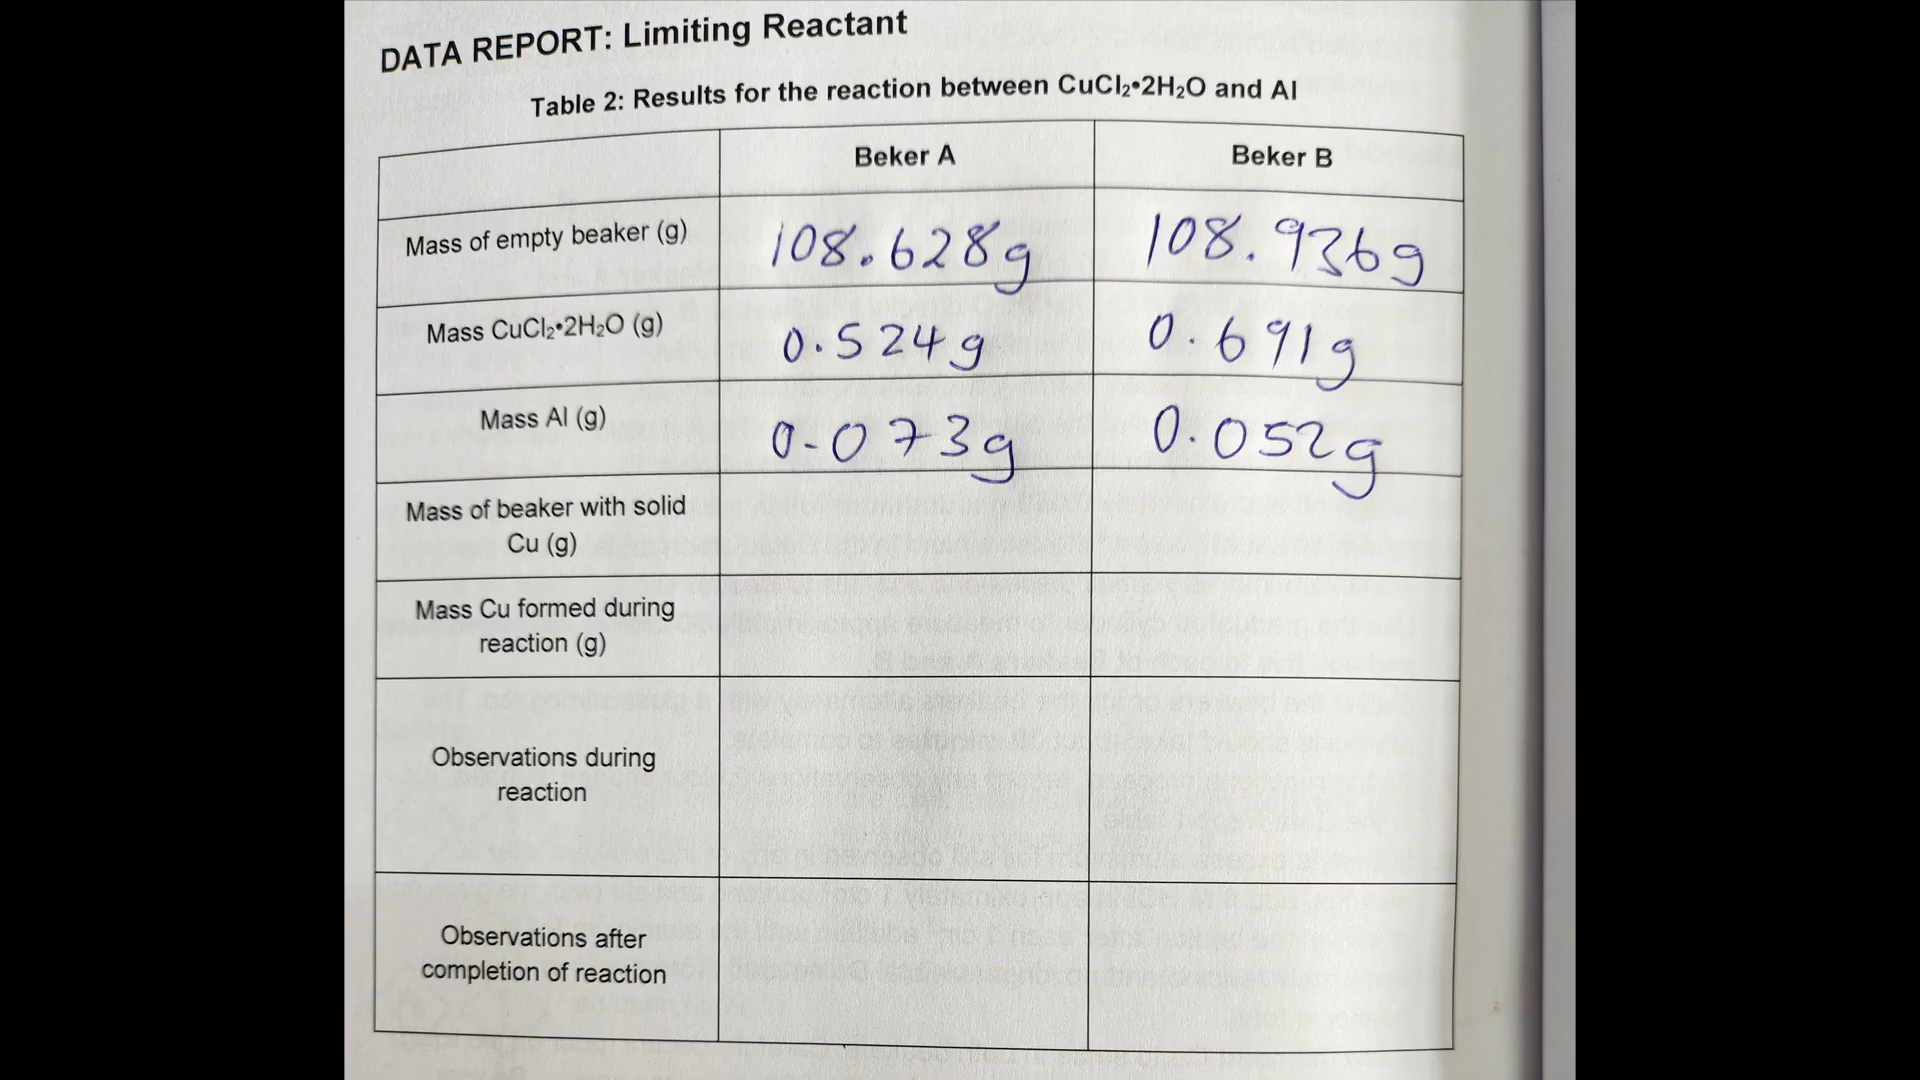 DATA REPORT: Limiting Reactant
Table 2: Results for the reaction between CuCl₂•2H₂O and Al
Beker A
Beker B
Mass of empty beaker (g)
108.628g
108.936g
Mass CuCl₂•2H₂O (g)
0.524g
0.691g
Mass Al (g)
0.073g
0.052g
Mass of beaker with solid
Cu (g)
Mass Cu formed during
reaction (g)
Observations during
reaction
Observations after
completion of reaction